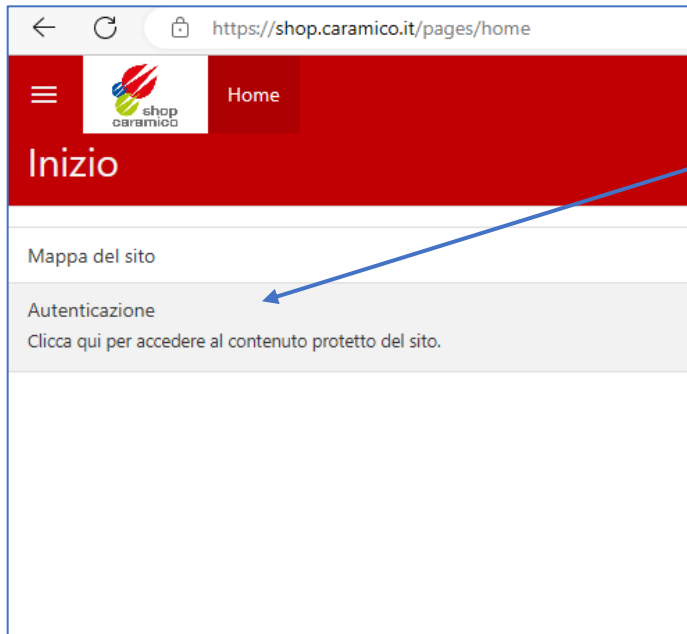 https://shop.caramico.it/pages/home
shop
caramico
Home
Inizio
Mappa del sito
Autenticazione
Clicca qui per accedere al contenuto protetto del sito.